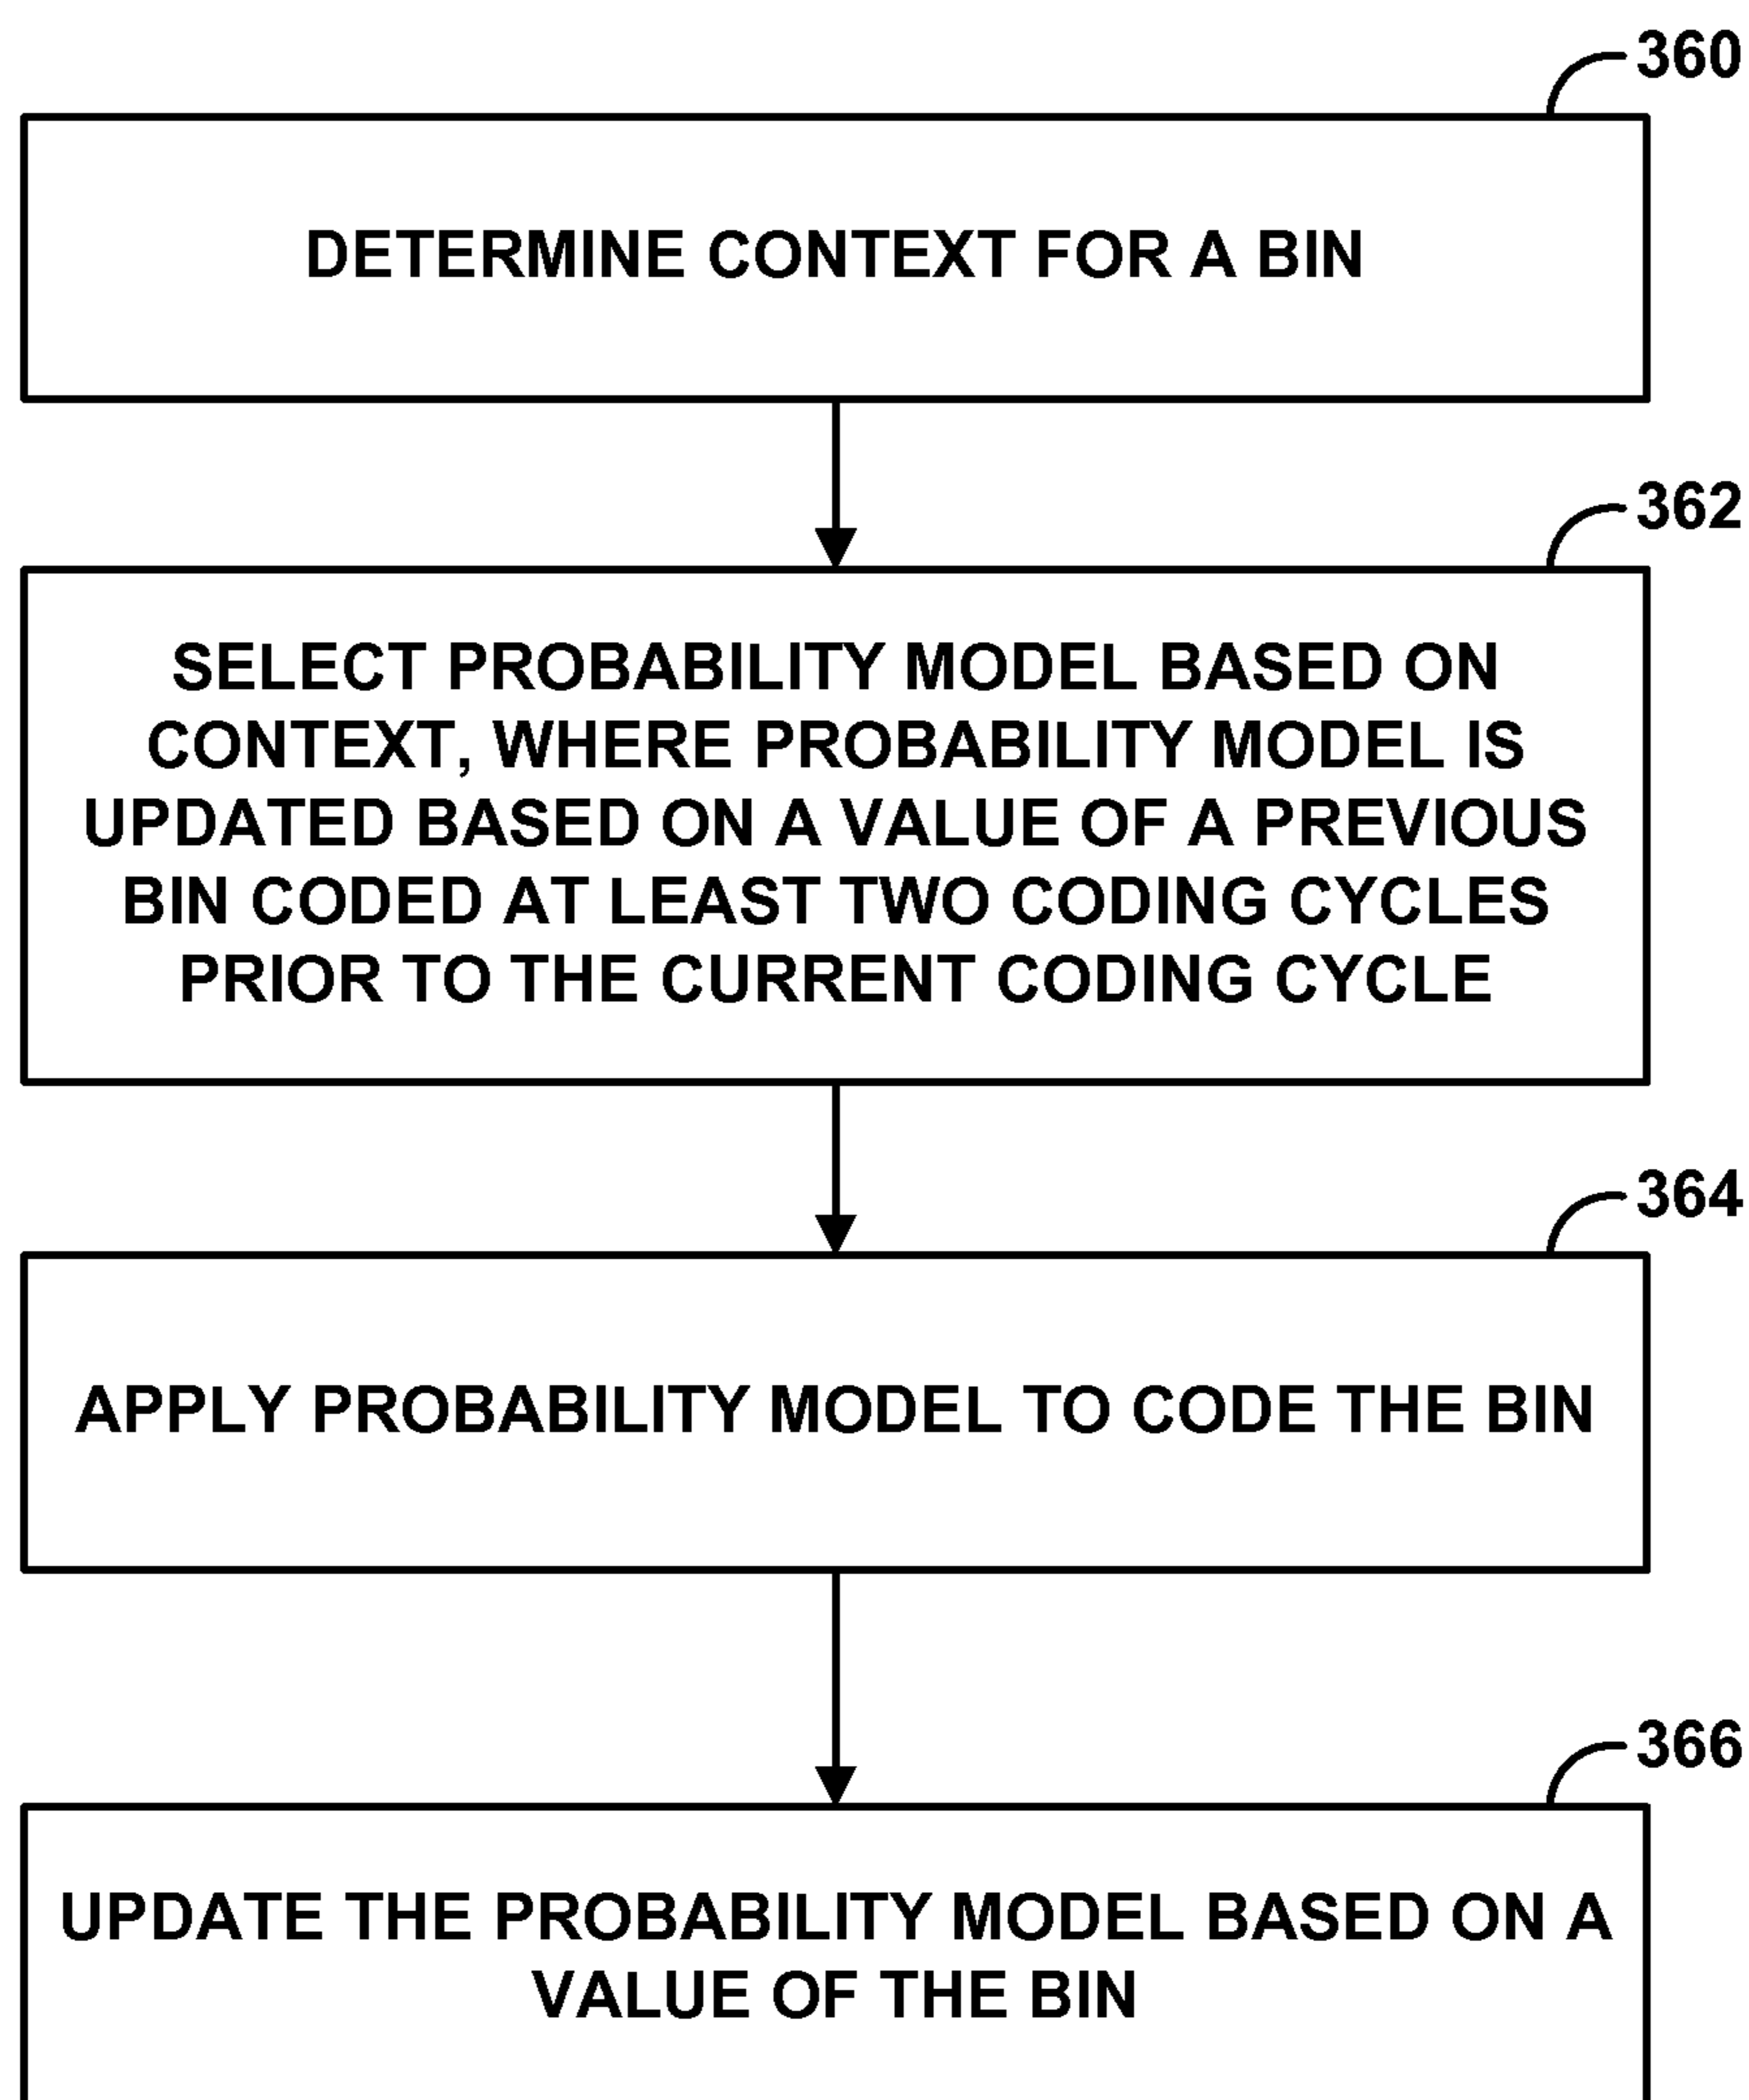 360
DETERMINE CONTEXT FOR A BIN
362
SELECT PROBABILITY MODEL BASED ON
CONTEXT, WHERE PROBABILITY MODEL IS
UPDATED BASED ON A VALUE OF A PREVIOUS
BIN CODED AT LEAST TWO CODING CYCLES
PRIOR TO THE CURRENT CODING CYCLE
364
APPLY PROBABILITY MODEL TO CODE THE BIN
366
UPDATE THE PROBABILITY MODEL BASED ON A
VALUE OF THE BIN